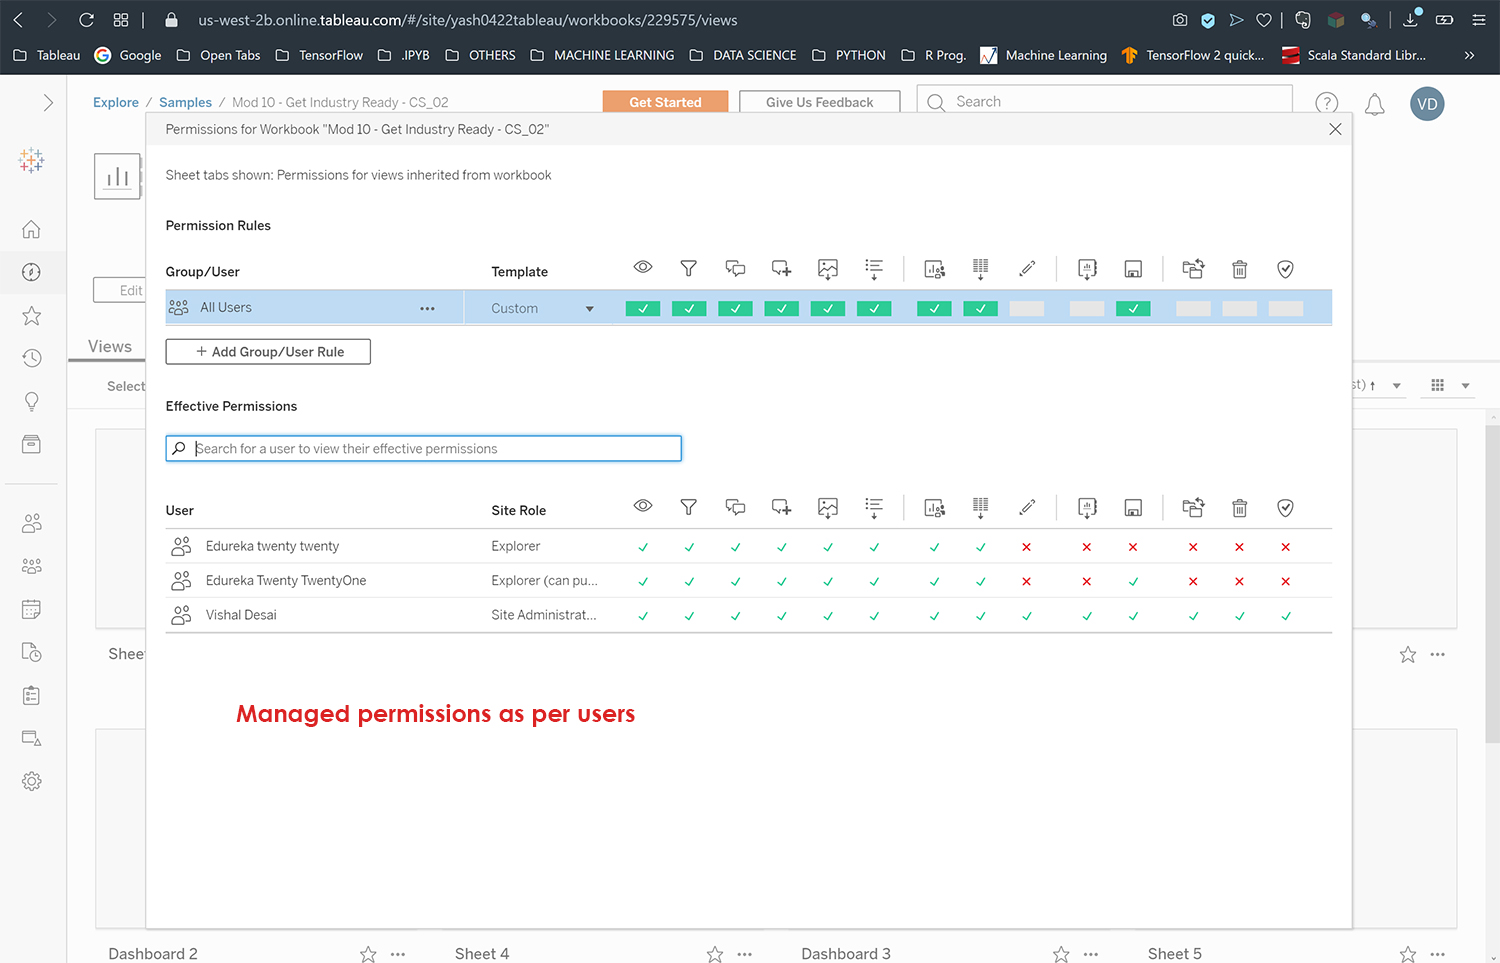 us-west-2b.online.tableau.com/#/site/yash0422tableau/workbooks/229575/views
Tableau Google Open Tabs TensorFlow .IPYB OTHERS MACHINE LEARNING DATA SCIENCE PYTHON R Prog. Machine Learning TensorFlow 2 quick... Scala Standard Libr... »
Explore / Samples / Mod 10 - Get Industry Ready - CS_02
Get Started
Give Us Feedback
Search
VD
Permissions for Workbook "Mod 10 - Get Industry Ready - CS_02"
Sheet tabs shown: Permissions for views inherited from workbook
Permission Rules
Group/User Template
Edit
All Users ••• Custom
Views
+ Add Group/User Rule
Select
st) ↑
Effective Permissions
Search for a user to view their effective permissions
User Site Role
Edureka twenty twenty Explorer
Edureka Twenty TwentyOne Explorer (can pu...
Vishal Desai Site Administrat...
Shee
Managed permissions as per users
Dashboard 2 Sheet 4 Dashboard 3 Sheet 5